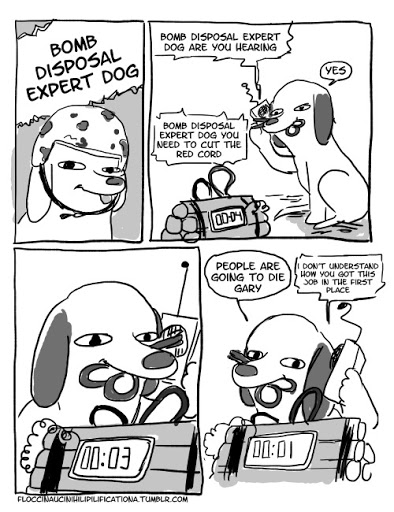 BOMB
DISPOSAL
EXPERT DOG
BOMB DISPOSAL EXPERT
DOG ARE YOU HEARING
YES
BOMB DISPOSAL
EXPERT DOG YOU
NEED TO CUT THE
RED CORD
00:04
00:03
PEOPLE ARE
GOING TO DIE
GARY
I DON'T UNDERSTAND
HOW YOU GOT THIS
JOB IN THE FIRST
PLACE
00:01
FLOCCINAUCINIHILIPILIFICATIONA.TUMBLR.COM